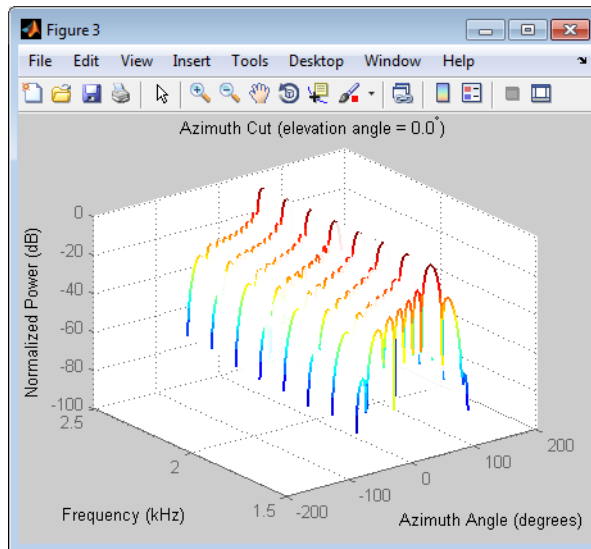 Figure 3
File Edit View Insert Tools Desktop Window Help
Azimuth Cut (elevation angle = 0.0°)
Normalized Power (dB)
0
-20
-40
-60
-80
-100
2.5
2
1.5
Frequency (kHz)
-200
-100
0
100
200
Azimuth Angle (degrees)